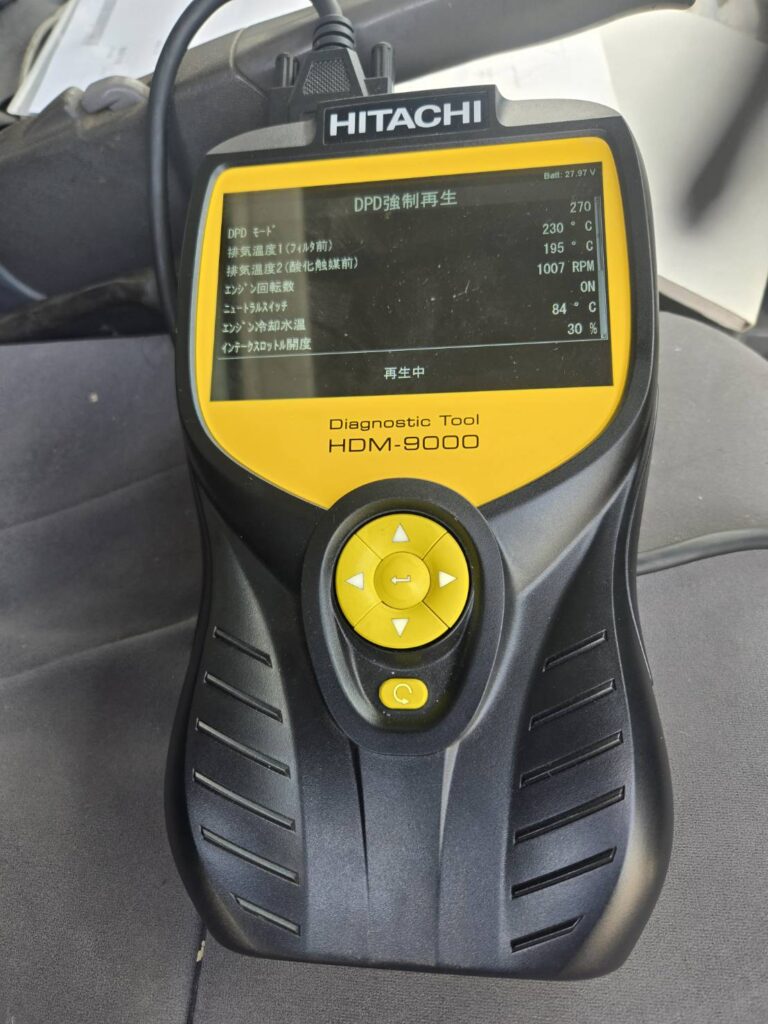 HITACHI
Batt: 27.97 V
DPD強制再生
DPD モード 270
排気温度1(フィルタ前) 230 ° C
排気温度2(酸化触媒前) 195 ° C
エンジン回転数 1007 RPM
ニュートラルスイッチ ON
エンジン冷却水温 84 ° C
インテークスロットル開度 30 %
再生中
Diagnostic Tool
HDM-9000